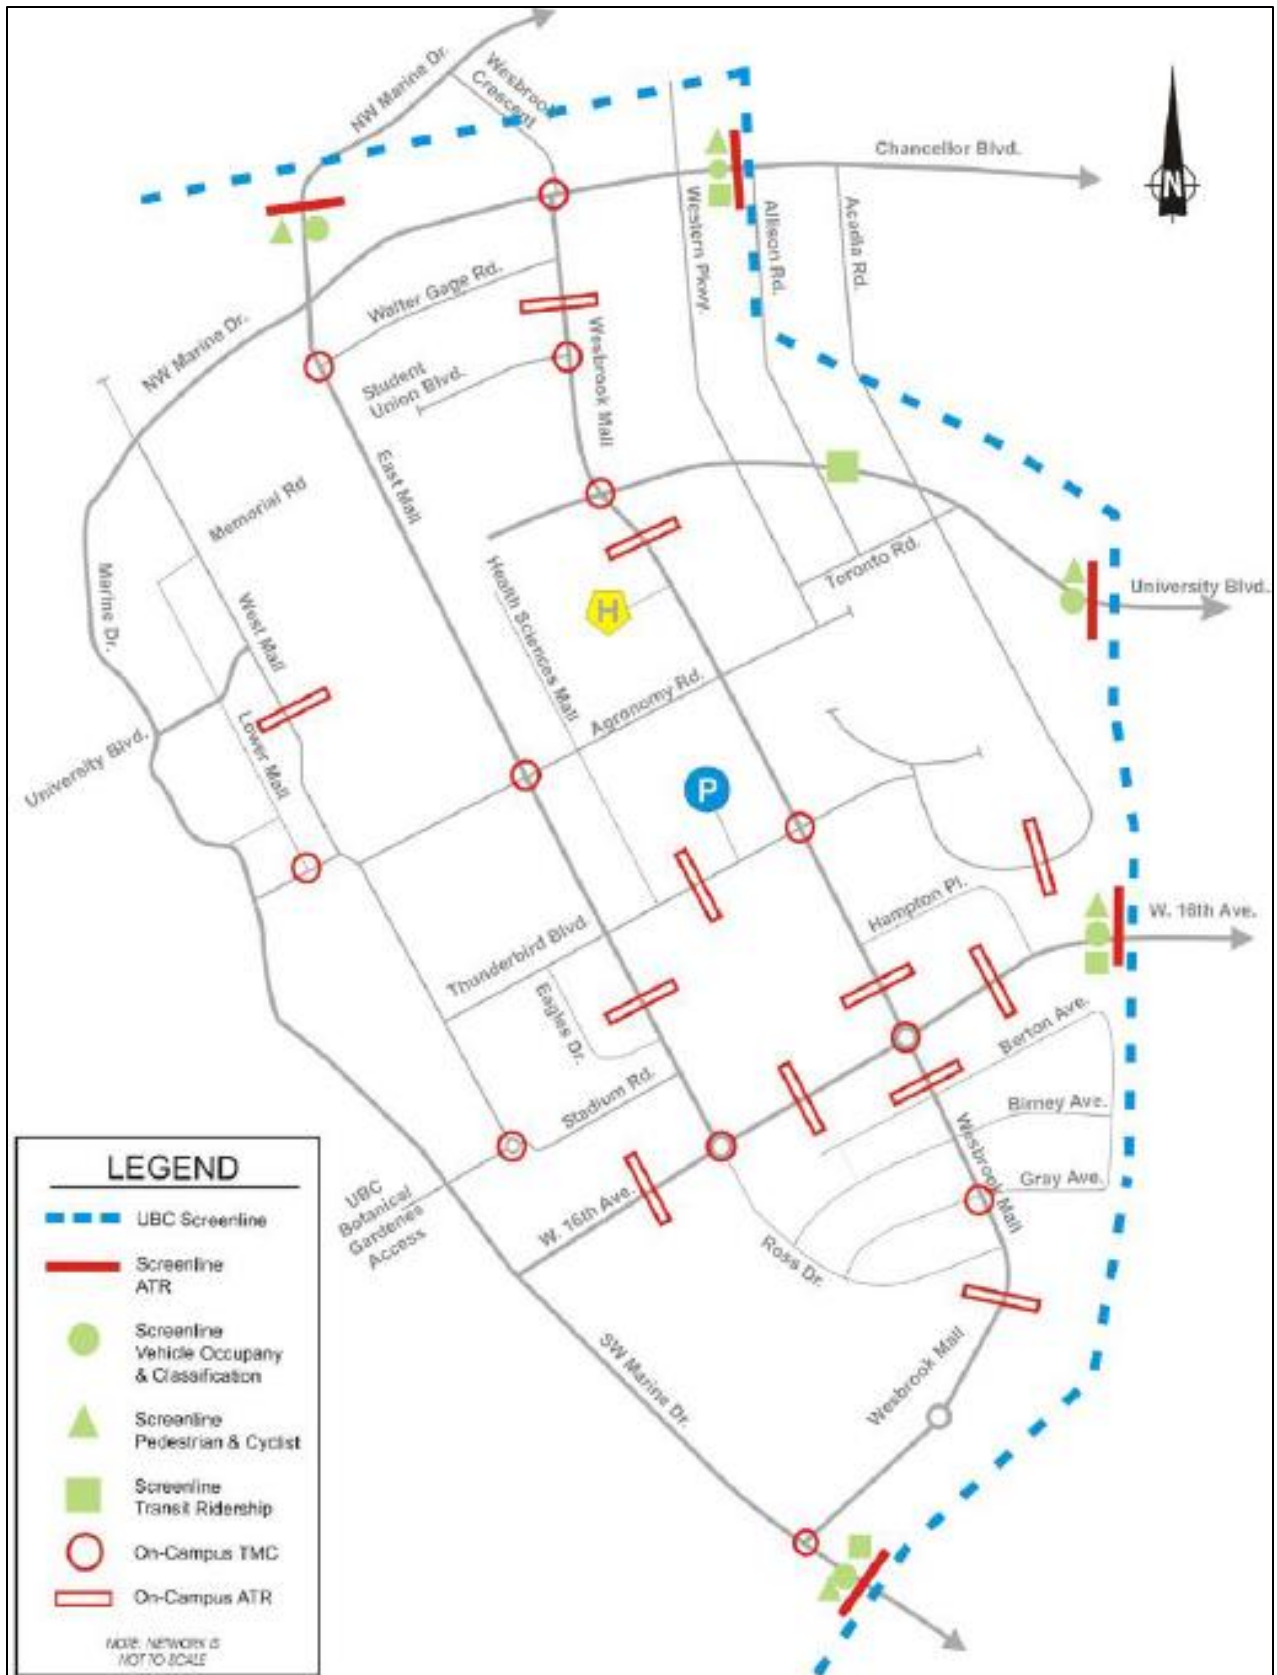 NW Marine Dr.
Wesbrook
Crescent
Chancellor Blvd.
N
Western Pkwy.
Allison Rd.
Acadia Rd.
Walter Gage Rd.
NW Marine Dr.
Wesbrook Mall
Student
Union Blvd.
East Mall
Memorial Rd
Health Sciences Mall
Toronto Rd.
University Blvd.
Marine Dr.
H
West Mall
Agronomy Rd.
University Blvd.
Lower Mall
P
Hampton Pl.
W. 16th Ave.
Thunderbird Blvd.
Eagles Dr.
Berton Ave.
Stadium Rd.
Birney Ave.
Wesbrook Mall
Gray Ave.
UBC
Botanical
Gardenes
Access
W. 16th Ave.
Ross Dr.
SW Marine Dr.
Wesbrook Mall
LEGEND
UBC Screenline
Screenline
ATR
Screenline
Vehicle Occupany
& Classification
Screenline
Pedestrian & Cyclist
Screenline
Transit Ridership
On-Campus TMC
On-Campus ATR
NOTE: NETWORK IS
NOT TO SCALE